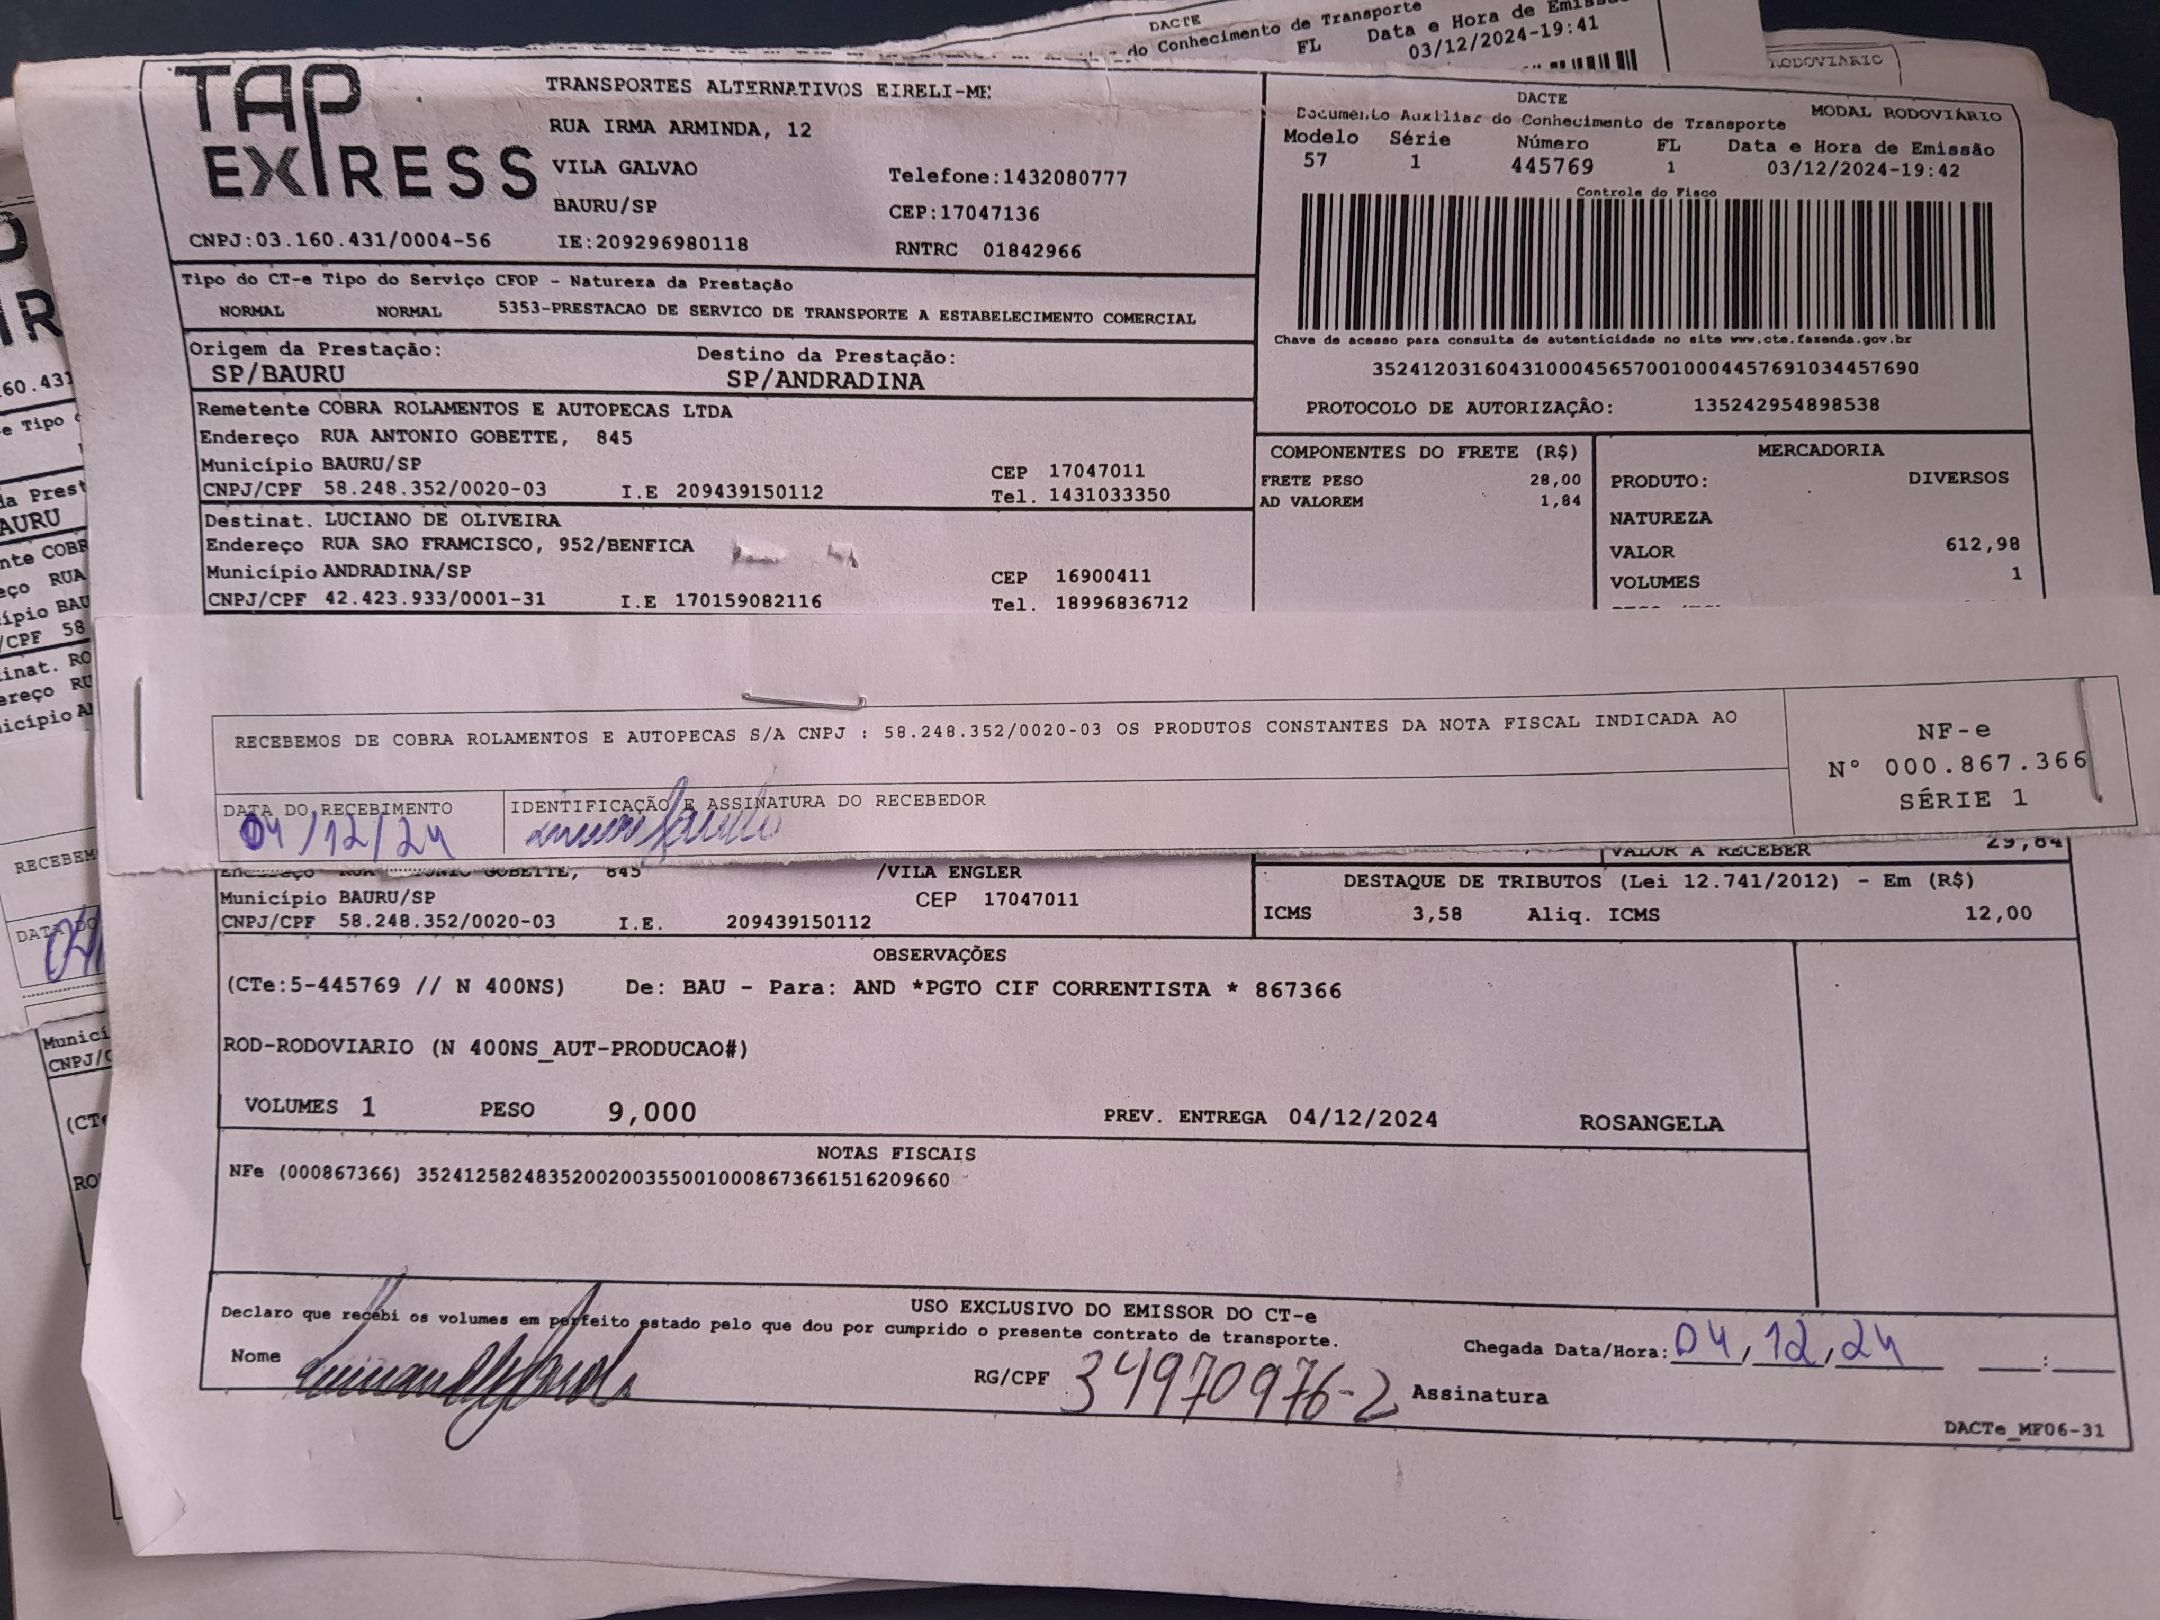 DACTE
do Conhecimento de Transporte
FL Data e Hora de
03/12/2024-19:41
RODOVIARIO
TAP EXPRESS
TRANSPORTES ALTERNATIVOS EIRELI-ME
RUA IRMA ARMINDA, 12
VILA GALVAO Telefone:1432080777
BAURU/SP CEP:17047136
CNPJ:03.160.431/0004-56 IE:209296980118 RNTRC 01842966
DACTE MODAL RODOVIÁRIO
Documento Auxiliar do Conhecimento de Transporte
Modelo Série Número FL Data e Hora de Emissão
57 1 445769 1 03/12/2024-19:42
Controle do Fisco
Chave de acesso para consulta de autenticidade no site www.cte.fazenda.gov.br
35241203160431000456570010004457691034457690
PROTOCOLO DE AUTORIZAÇÂO: 135242954898538
Tipo do CT-e Tipo do Serviço CFOP - Natureza da Prestação
NORMAL NORMAL 5353-PRESTACAO DE SERVICO DE TRANSPORTE A ESTABELECIMENTO COMERCIAL
Origem da Prestação: Destino da Prestação:
SP/BAURU SP/ANDRADINA
Remetente COBRA ROLAMENTOS E AUTOPECAS LTDA
Endereço RUA ANTONIO GOBETTE, 845
Município BAURU/SP CEP 17047011
CNPJ/CPF 58.248.352/0020-03 I.E 209439150112 Tel. 1431033350
Destinat. LUCIANO DE OLIVEIRA
Endereço RUA SAO FRAMCISCO, 952/BENFICA
Município ANDRADINA/SP CEP 16900411
CNPJ/CPF 42.423.933/0001-31 I.E 170159082116 Tel. 18996836712
COMPONENTES DO FRETE (R$)
FRETE PESO 28,00
AD VALOREM 1,84
MERCADORIA
PRODUTO: DIVERSOS
NATUREZA
VALOR 612,98
VOLUMES 1
RECEBEMOS DE COBRA ROLAMENTOS E AUTOPECAS S/A CNPJ : 58.248.352/0020-03 OS PRODUTOS CONSTANTES DA NOTA FISCAL INDICADA AO
NF-e
Nº 000.867.366
SÉRIE 1
DATA DO RECEBIMENTO IDENTIFICAÇÃO E ASSINATURA DO RECEBEDOR
04/12/24
VALOR A RECEBER 29,84
Endereço RUA ANTONIO GOBETTE, 845 /VILA ENGLER
Município BAURU/SP CEP 17047011
CNPJ/CPF 58.248.352/0020-03 I.E. 209439150112
DESTAQUE DE TRIBUTOS (Lei 12.741/2012) - Em (R$)
ICMS 3,58 Aliq. ICMS 12,00
OBSERVAÇÕES
(CTe:5-445769 // N 400NS) De: BAU - Para: AND *PGTO CIF CORRENTISTA * 867366
ROD-RODOVIARIO (N 400NS_AUT-PRODUCAO#)
VOLUMES 1 PESO 9,000 PREV. ENTREGA 04/12/2024 ROSANGELA
NOTAS FISCAIS
NFe (000867366) 35241258248352002003550010008673661516209660
USO EXCLUSIVO DO EMISSOR DO CT-e
Declaro que recebi os volumes em perfeito estado pelo que dou por cumprido o presente contrato de transporte.
Nome RG/CPF 34970976-2 Assinatura
Chegada Data/Hora: 04,12,24 :
DACTe_MF06-31